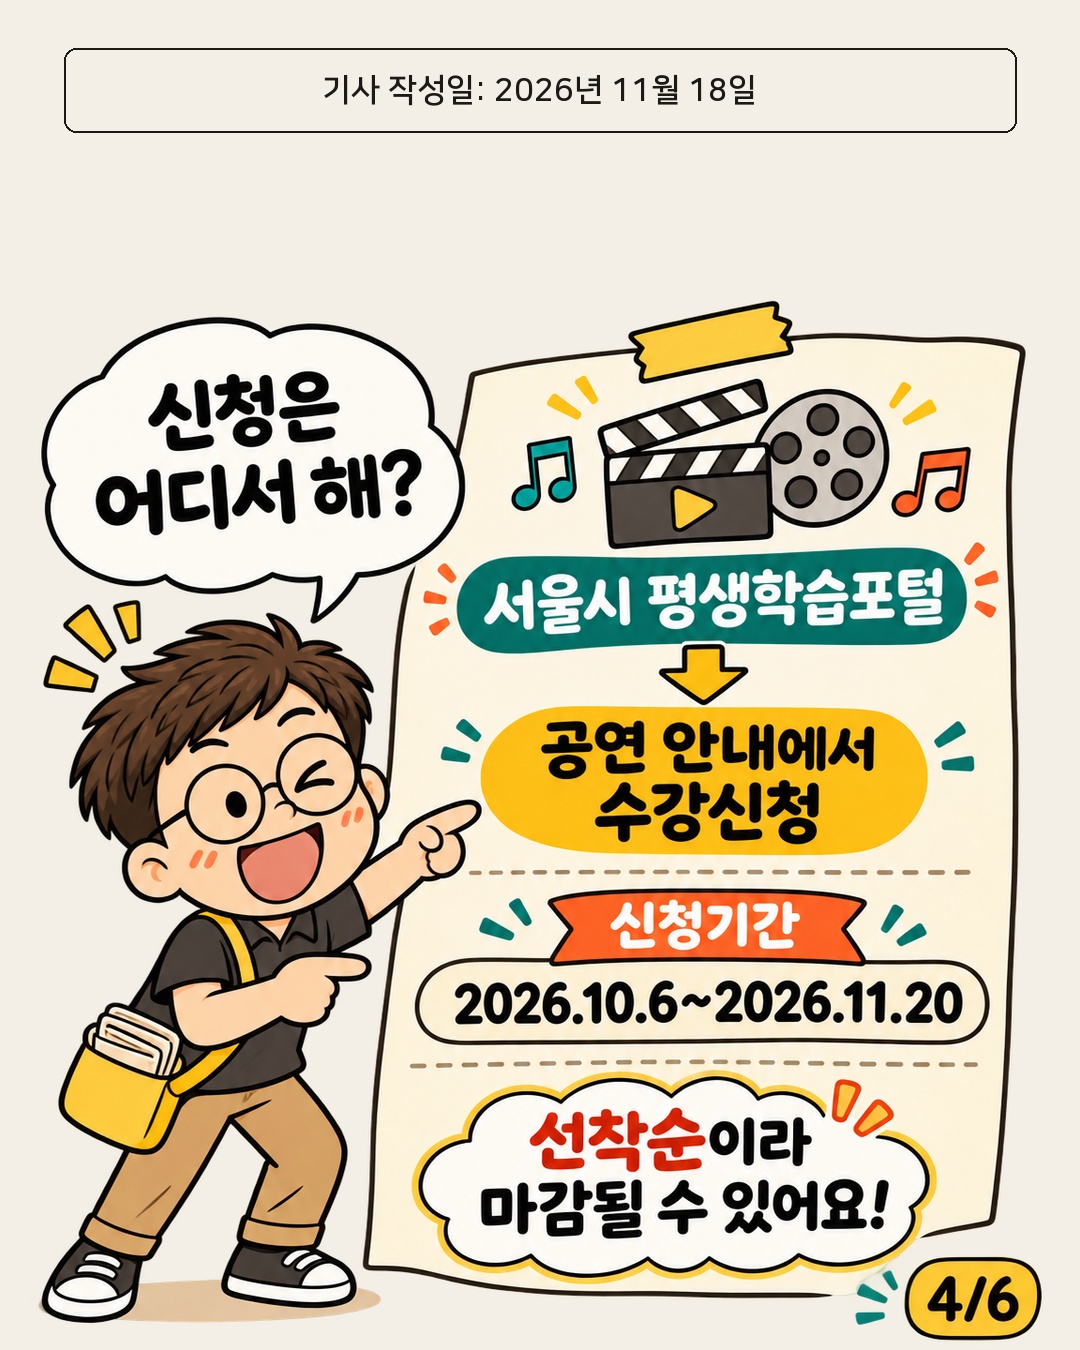 기사 작성일: 2026년 11월 18일
신청은
어디서 해?
서울시 평생학습포털
공연 안내에서
수강신청
신청기간
2026.10.6~2026.11.20
선착순이라
마감될 수 있어요!
4/6